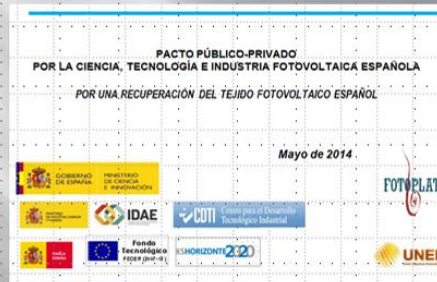 PACTO PÚBLICO-PRIVADO
POR LA CIENCIA, TECNOLOGÍA E INDUSTRIA FOTOVOLTAICA ESPAÑOLA
POR UNA RECUPERACIÓN DEL TEJIDO FOTOVOLTAICO ESPAÑOL
Mayo de 2014
GOBIERNO DE ESPAÑA
MINISTERIO DE CIENCIA E INNOVACIÓN
FOTOPLAT
IDAE
CDTI
Centro para el Desarrollo
Tecnológico Industrial
Fondo
Tecnológico
ESHORIZONTE2020
UNEF